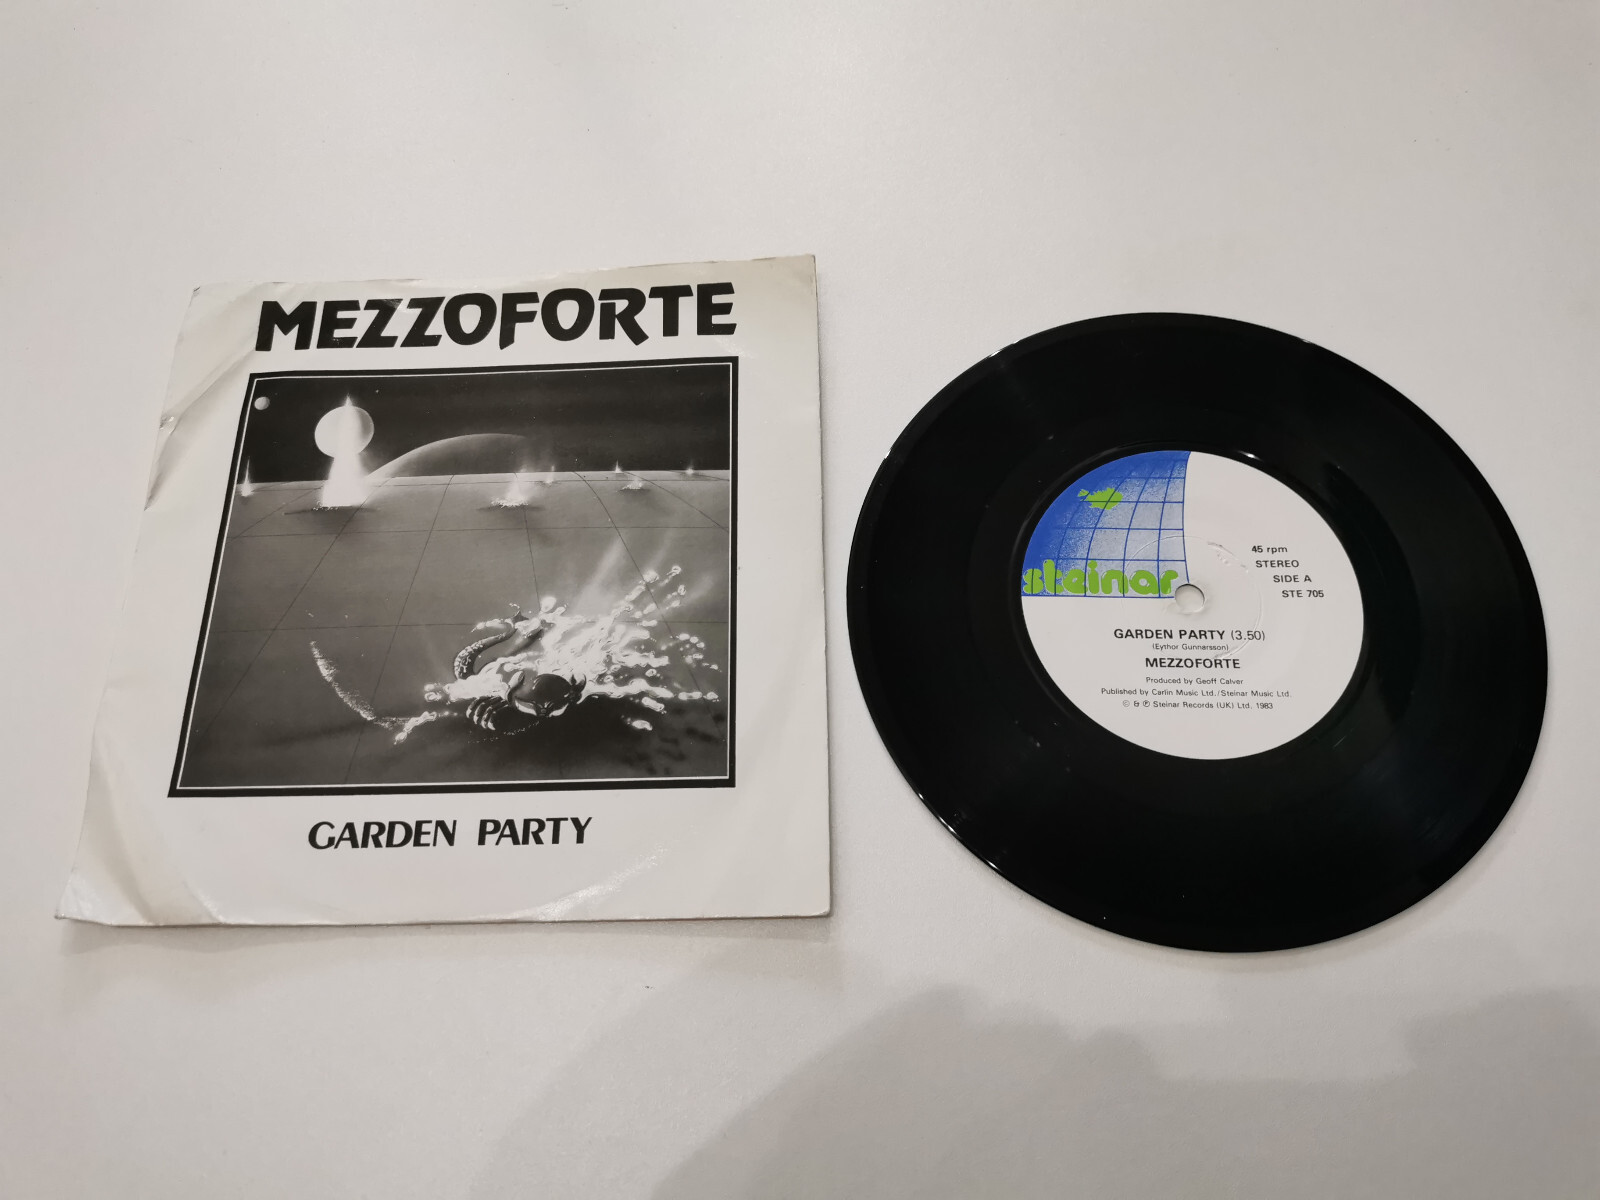 MEZZOFORTE
GARDEN PARTY
steinar
45 rpm
STEREO
SIDE A
STE 705
GARDEN PARTY (3.50)
(Eythor Gunnarsson)
MEZZOFORTE
Produced by Geoff Calver
Published by Carlin Music Ltd./Steinar Music Ltd.
© & ℗ Steinar Records (UK) Ltd. 1983